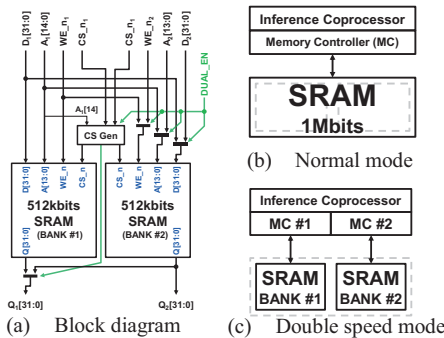 D₁[31:0]
A₁[14:0]
WE_n₁
CS_n₁
CS_n₂
WE_n₂
A₂[13:0]
D₂[31:0]
DUAL_EN
A₁[14]
CS Gen
D[31:0]
A[13:0]
WE_n
CS_n
CS_n
WE_n
A[13:0]
D[31:0]
512kbits
SRAM
(BANK #1)
Q[31:0]
512kbits
SRAM
(BANK #2)
Q[31:0]
Q₁[31:0]
Q₂[31:0]
(a) Block diagram
Inference Coprocessor
Memory Controller (MC)
SRAM
1Mbits
(b) Normal mode
Inference Coprocessor
MC #1
MC #2
SRAM
BANK #1
SRAM
BANK #2
(c) Double speed mode